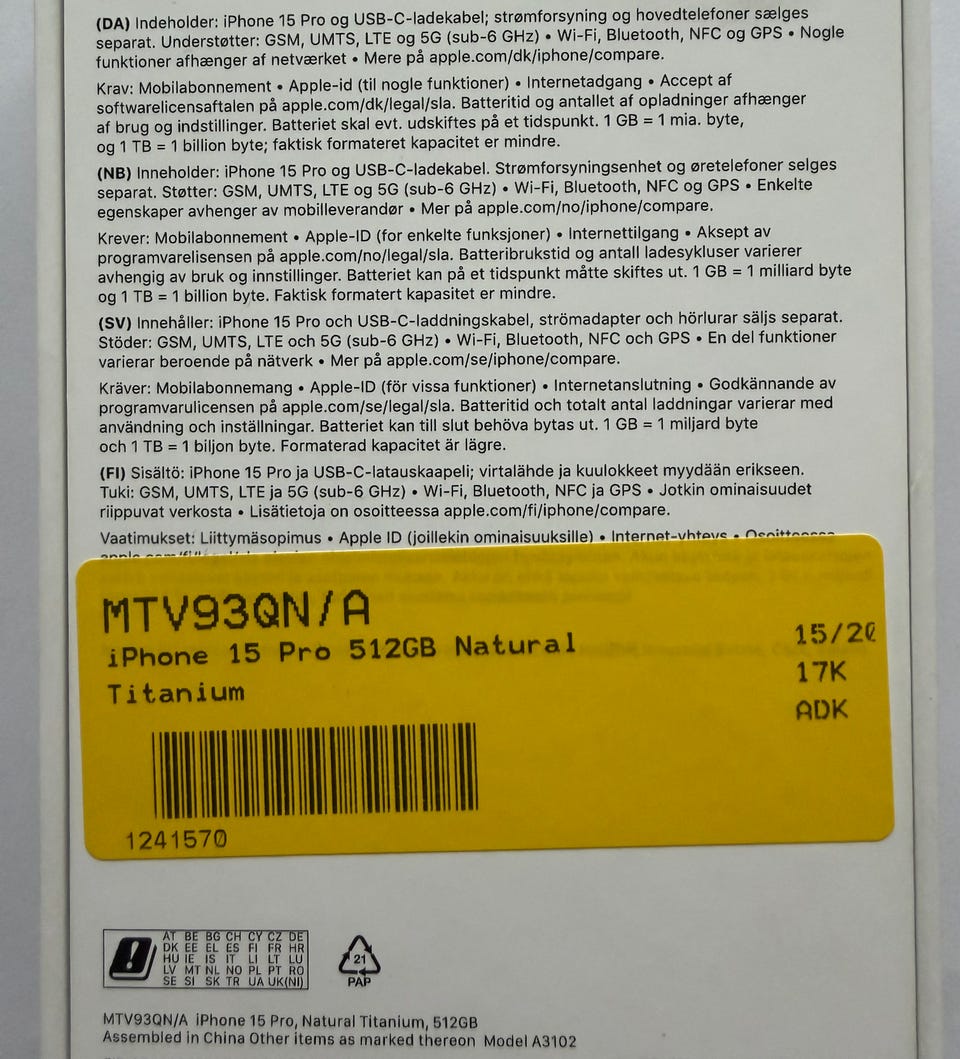 (DA) Indeholder: iPhone 15 Pro og USB-C-ladekabel; strømforsyning og hovedtelefoner sælges
separat. Understøtter: GSM, UMTS, LTE og 5G (sub-6 GHz) • Wi-Fi, Bluetooth, NFC og GPS • Nogle
funktioner afhænger af netværket • Mere på apple.com/dk/iphone/compare.
Krav: Mobilabonnement • Apple-id (til nogle funktioner) • Internetadgang • Accept af
softwarelicensaftalen på apple.com/dk/legal/sla. Batteritid og antallet af opladninger afhænger
af brug og indstillinger. Batteriet skal evt. udskiftes på et tidspunkt. 1 GB = 1 mia. byte,
og 1 TB = 1 billion byte; faktisk formateret kapacitet er mindre.
(NB) Inneholder: iPhone 15 Pro og USB-C-ladekabel. Strømforsyningsenhet og øretelefoner selges
separat. Støtter: GSM, UMTS, LTE og 5G (sub-6 GHz) • Wi-Fi, Bluetooth, NFC og GPS • Enkelte
egenskaper avhenger av mobilleverandør • Mer på apple.com/no/iphone/compare.
Krever: Mobilabonnement • Apple-ID (for enkelte funksjoner) • Internettilgang • Aksept av
programvarelisensen på apple.com/no/legal/sla. Batteribrukstid og antall ladesykluser varierer
avhengig av bruk og innstillinger. Batteriet kan på et tidspunkt måtte skiftes ut. 1 GB = 1 milliard byte
og 1 TB = 1 billion byte. Faktisk formatert kapasitet er mindre.
(SV) Innehåller: iPhone 15 Pro och USB-C-laddningskabel, strömadapter och hörlurar säljs separat.
Stöder: GSM, UMTS, LTE och 5G (sub-6 GHz) • Wi-Fi, Bluetooth, NFC och GPS • En del funktioner
varierar beroende på nätverk • Mer på apple.com/se/iphone/compare.
Kräver: Mobilabonnemang • Apple-ID (för vissa funktioner) • Internetanslutning • Godkännande av
programvarulicensen på apple.com/se/legal/sla. Batteritid och totalt antal laddningar varierar med
användning och inställningar. Batteriet kan till slut behöva bytas ut. 1 GB = 1 miljard byte
och 1 TB = 1 biljon byte. Formaterad kapacitet är lägre.
(FI) Sisältö: iPhone 15 Pro ja USB-C-latauskaapeli; virtalähde ja kuulokkeet myydään erikseen.
Tuki: GSM, UMTS, LTE ja 5G (sub-6 GHz) • Wi-Fi, Bluetooth, NFC ja GPS • Jotkin ominaisuudet
riippuvat verkosta • Lisätietoja on osoitteessa apple.com/fi/iphone/compare.
Vaatimukset: Liittymäsopimus • Apple ID (joillekin ominaisuuksille) • Internet-yhteys • Osoitteessa
MTV93QN/A
iPhone 15 Pro 512GB Natural
Titanium
15/20
17K
ADK
1241570
AT BE BG CH CY CZ DE
DK EE EL ES FI FR HR
HU IE IS IT LI LT LU
LV MT NL NO PL PT RO
SE SI SK TR UA UK(NI)
21
PAP
MTV93QN/A iPhone 15 Pro, Natural Titanium, 512GB
Assembled in China Other items as marked thereon Model A3102